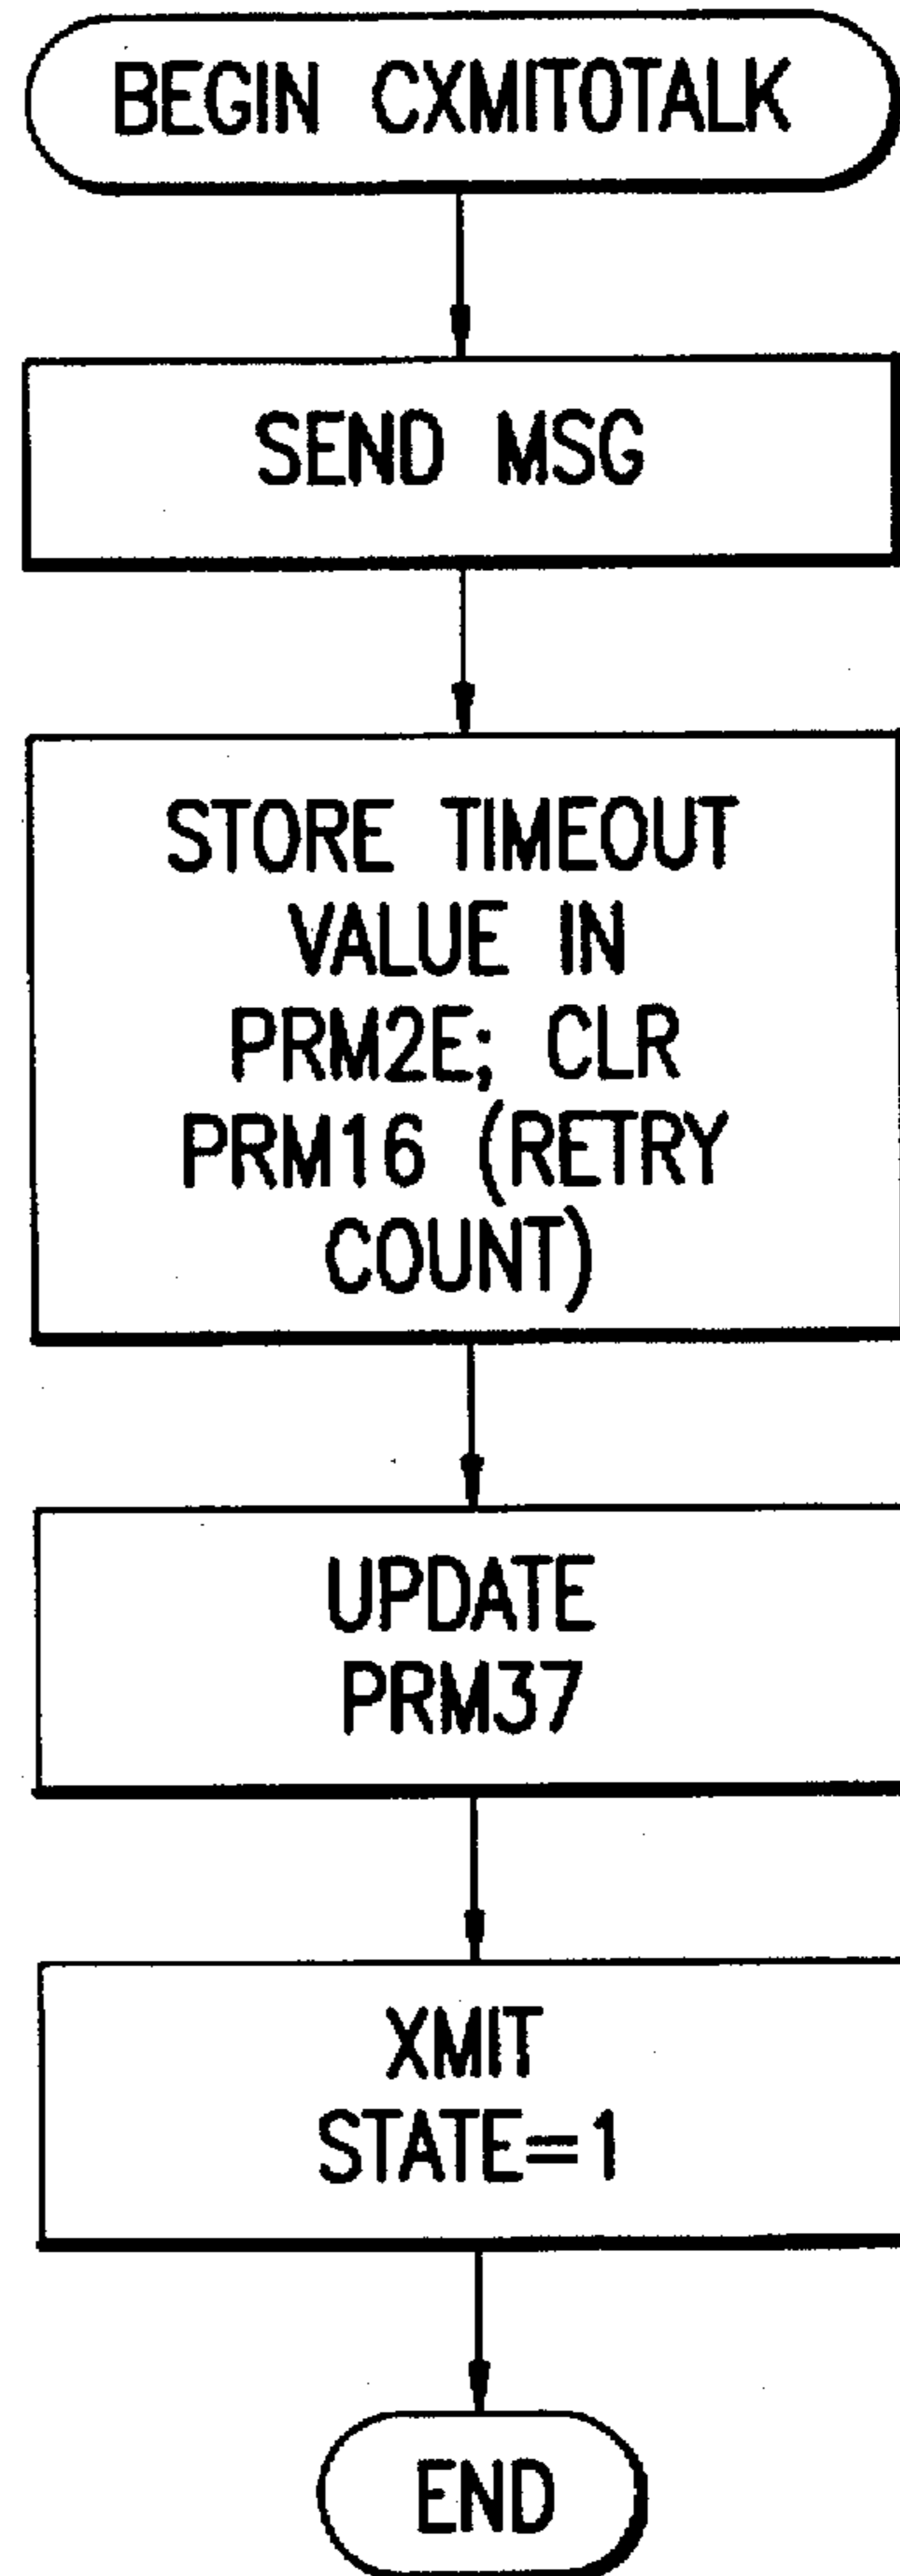 BEGIN CXMITOTALK
SEND MSG
STORE TIMEOUT
VALUE IN
PRM2E; CLR
PRM16 (RETRY
COUNT)
UPDATE
PRM37
XMIT
STATE=1
END